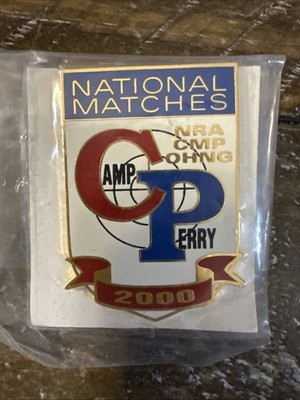 NATIONAL
MATCHES
NRA
CMP
OHNG
CAMP
PERRY
2000